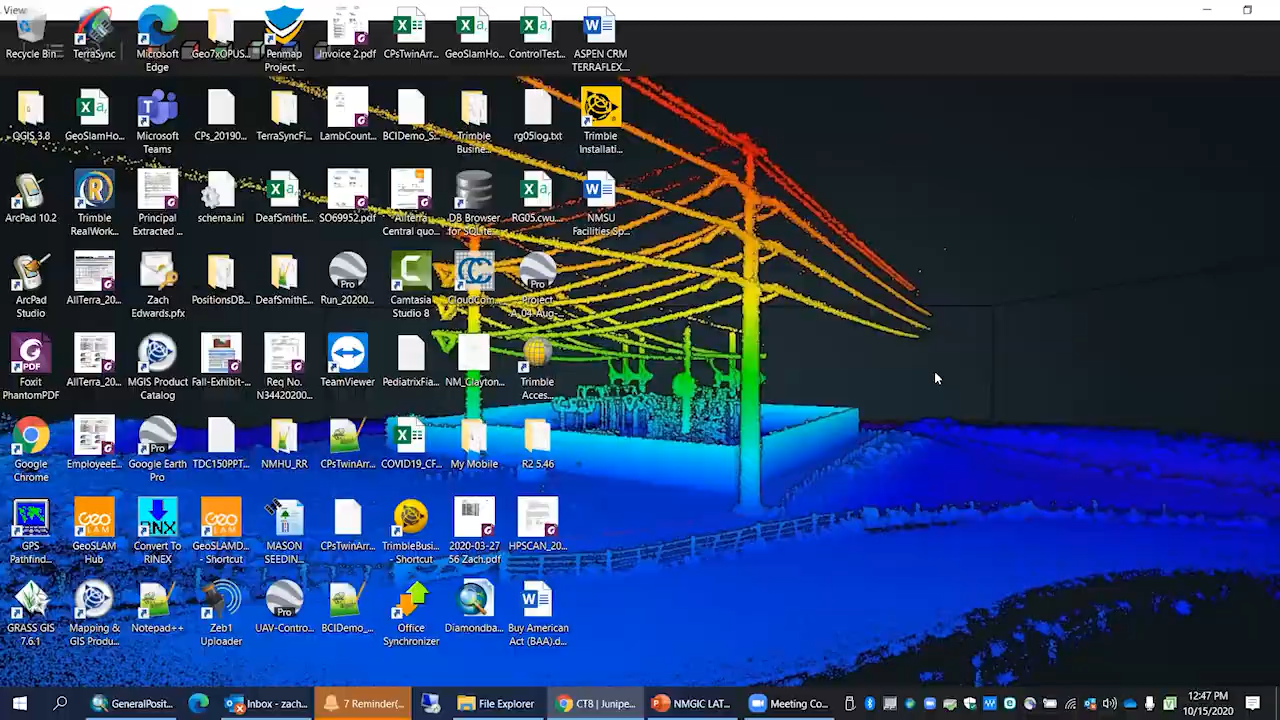 View
Recycle Bin
TerraSync
Microsoft
Edge
Geo7XOPUS...
Penmap
Project ...
Invoice 2.pdf
CPsTwinArr...
GeoSlamHo...
ControlTest...
ASPEN CRM
TERRAFLEX...
QGIS 3.8
GeoSlamHo...
Microsoft
Teams
CPs_20190...
TerraSyncFi...
LambCount...
BCIDemo_S...
Trimble
Busine...
rg05log.txt
Trimble
Installati...
ArcPad 10.2
Trimble
RealWork...
Principal
Extracted ...
schema.ini
DeafSmithE...
SO69952.pdf
Allterra
Central quo...
DB Browser
for SQLite
RG05.cwu...
NMSU
Facilities Sp...
ArcPad
Studio
AllTerra_20...
Zach
Edwards.pfx
PositionsDB...
DeafSmithE...
Run_20200...
Camtasia
Studio 8
CloudCom...
Project
A_04-Aug-...
Foxit
PhantomPDF
AllTerra_20...
MGIS Product
Catalog
Fall-Exhibit-...
Req No.
N34420200...
TeamViewer
PediatrixFia...
NM_Clayton...
Trimble
Acces...
Google
Chrome
EmployeeE...
Google Earth
Pro
TDC150PPT...
NMHU_RR
CPsTwinArr...
COVID19_CF...
My Mobile
R2 5.46
GPS
Pathfin...
GeoSLAM
Hub
Convert To
RINEX
GeoSLAMD...
- Shortcut
MASON
SEEDIN...
CPsTwinArr...
TrimbleBusi...
- Shortcut
2020-03-27
56 Zach.pdf
HPSCAN_20...
GRASS GIS
7.6.1
Mapping &
GIS Produ...
Notepad++
Zeb1
Uploader
UAV-Contro...
BCIDemo_...
Office
Synchronizer
Diamondba...
Buy American
Act (BAA).d...
GeneralPosit...
Inbox - zach...
7 Reminder(...
File Explorer
CT8 | Junipe...
NMGIC LAT...
Meeting Co...
12:47 PM
10/15/2020